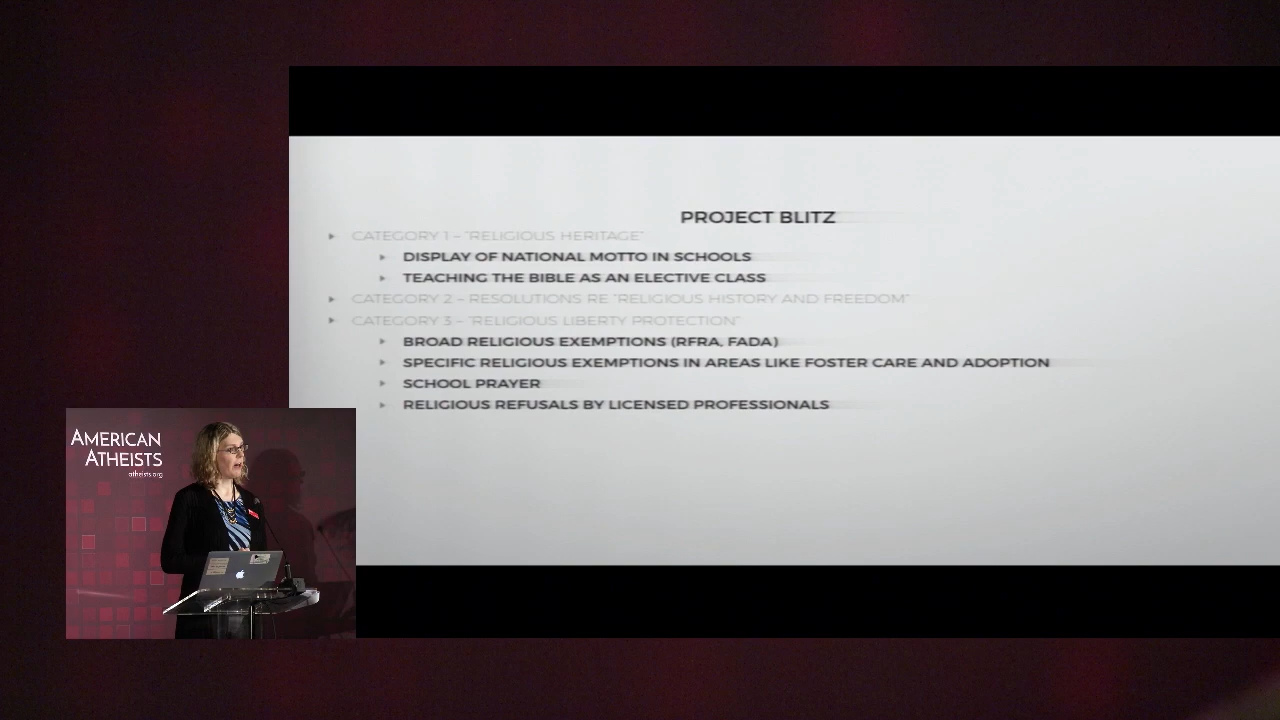 PROJECT BLITZ
CATEGORY 1 – "RELIGIOUS HERITAGE"
DISPLAY OF NATIONAL MOTTO IN SCHOOLS
TEACHING THE BIBLE AS AN ELECTIVE CLASS
CATEGORY 2 – RESOLUTIONS RE "RELIGIOUS HISTORY AND FREEDOM"
CATEGORY 3 – "RELIGIOUS LIBERTY PROTECTION"
BROAD RELIGIOUS EXEMPTIONS (RFRA, FADA)
SPECIFIC RELIGIOUS EXEMPTIONS IN AREAS LIKE FOSTER CARE AND ADOPTION
SCHOOL PRAYER
RELIGIOUS REFUSALS BY LICENSED PROFESSIONALS
AMERICAN
ATHEISTS
atheists.org